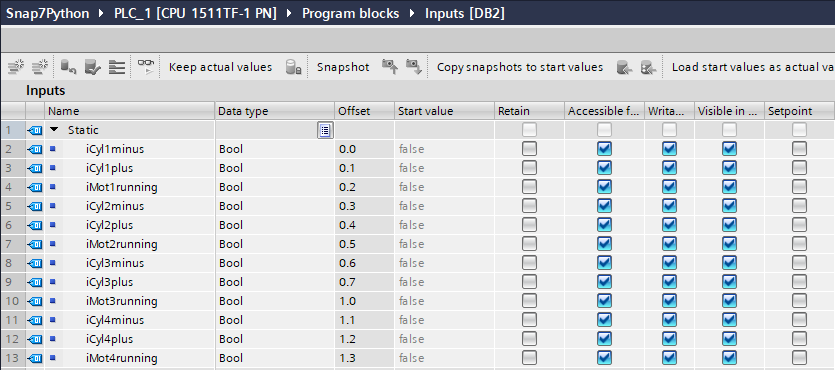 Snap7Python PLC_1 [CPU 1511TF-1 PN] Program blocks Inputs [DB2]
Keep actual values Snapshot Copy snapshots to start values Load start values as actual va
Inputs
Name Data type Offset Start value Retain Accessible f... Writa... Visible in ... Setpoint
1 Static
2 iCyl1minus Bool 0.0 false
3 iCyl1plus Bool 0.1 false
4 iMot1running Bool 0.2 false
5 iCyl2minus Bool 0.3 false
6 iCyl2plus Bool 0.4 false
7 iMot2running Bool 0.5 false
8 iCyl3minus Bool 0.6 false
9 iCyl3plus Bool 0.7 false
10 iMot3running Bool 1.0 false
11 iCyl4minus Bool 1.1 false
12 iCyl4plus Bool 1.2 false
13 iMot4running Bool 1.3 false